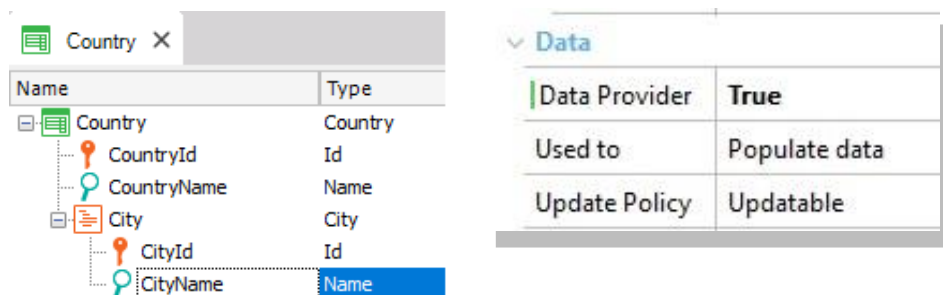 Country
Name Type
Country Country
CountryId Id
CountryName Name
City City
CityId Id
CityName Name
Data
Data Provider True
Used to Populate data
Update Policy Updatable